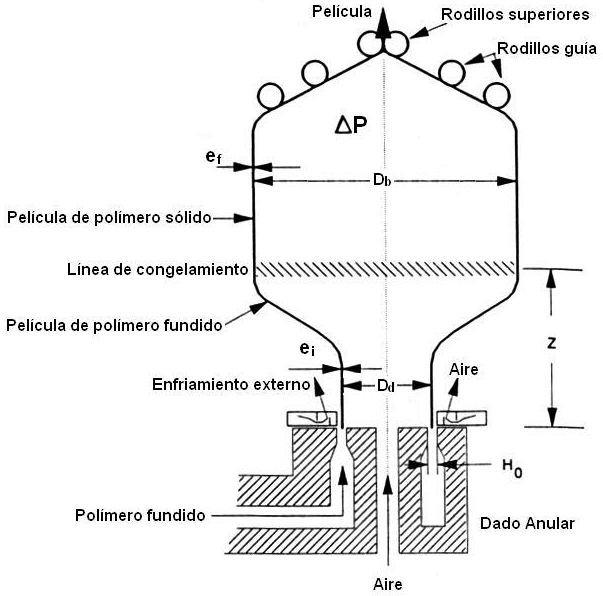 Película
Rodillos superiores
Rodillos guía
ΔP
ef
Db
Película de polímero sólido
Línea de congelamiento
Película de polímero fundido
z
ei
Aire
Enfriamiento externo
Dd
H0
Polímero fundido
Dado Anular
Aire